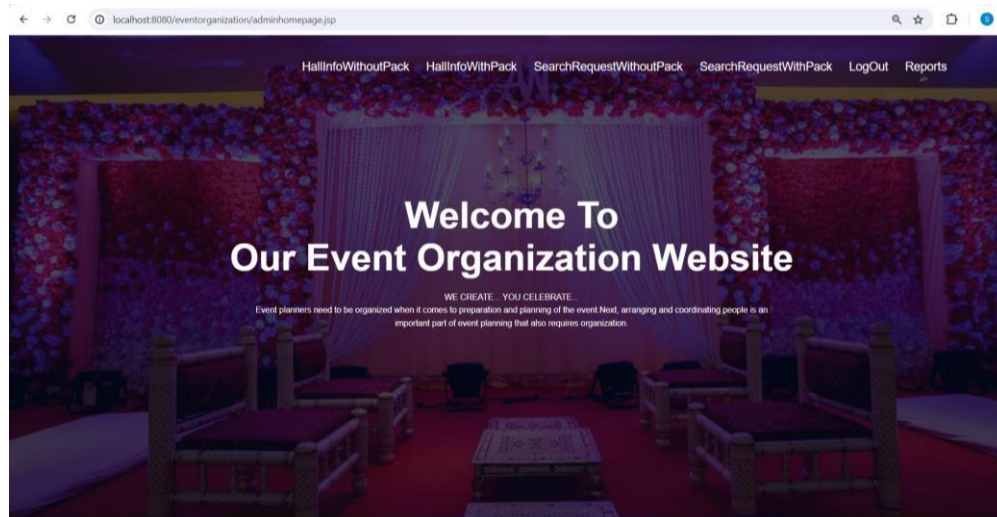 localhost:8080/eventorganization/adminhomepage.jsp
HallInfoWithoutPack HallInfoWithPack SearchRequestWithoutPack SearchRequestWithPack LogOut Reports
Welcome To
Our Event Organization Website
WE CREATE... YOU CELEBRATE...
Event planners need to be organized when it comes to preparation and planning of the event.Next, arranging and coordinating people is an
important part of event planning that also requires organization.